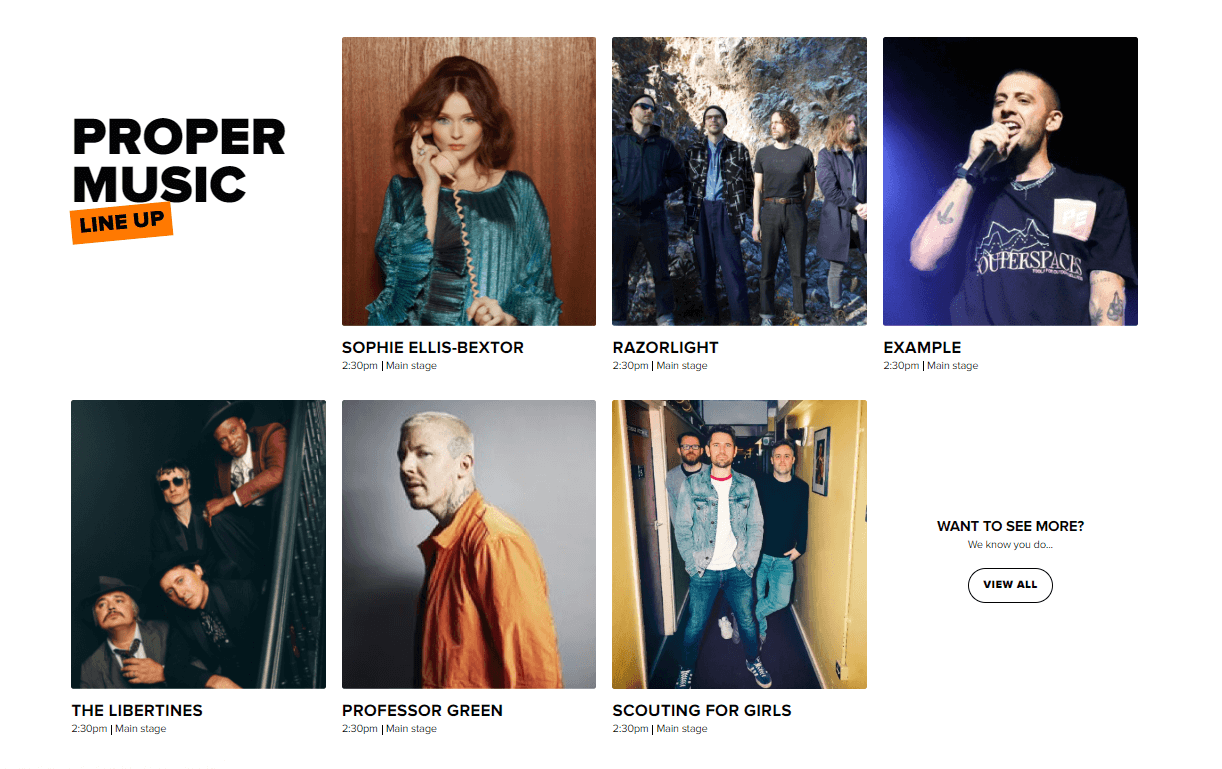 PROPER
MUSIC
LINE UP
SOPHIE ELLIS-BEXTOR
2:30pm | Main stage
RAZORLIGHT
2:30pm | Main stage
OUTERSPACES
EXAMPLE
2:30pm | Main stage
THE LIBERTINES
2:30pm | Main stage
PROFESSOR GREEN
2:30pm | Main stage
SCOUTING FOR GIRLS
2:30pm | Main stage
WANT TO SEE MORE?
We know you do...
VIEW ALL